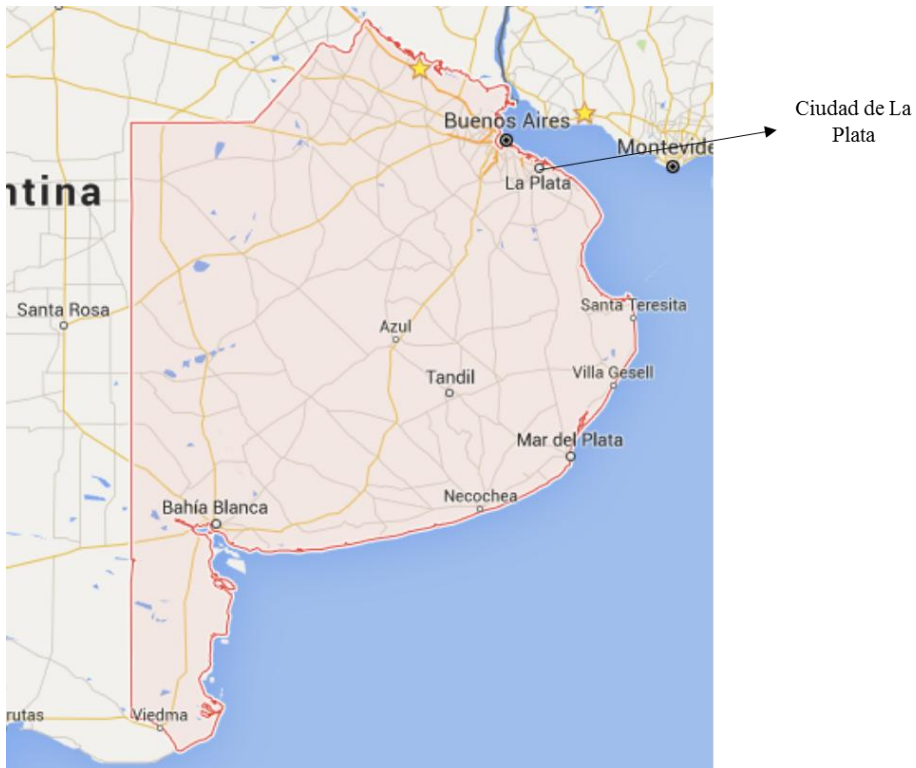 Ciudad de La
Plata
Buenos Aires
Montevide
La Plata
ntina
Santa Rosa
Santa Teresita
Azul
Tandil
Villa Gesell
Mar del Plata
Necochea
Bahía Blanca
rutas
Viedma